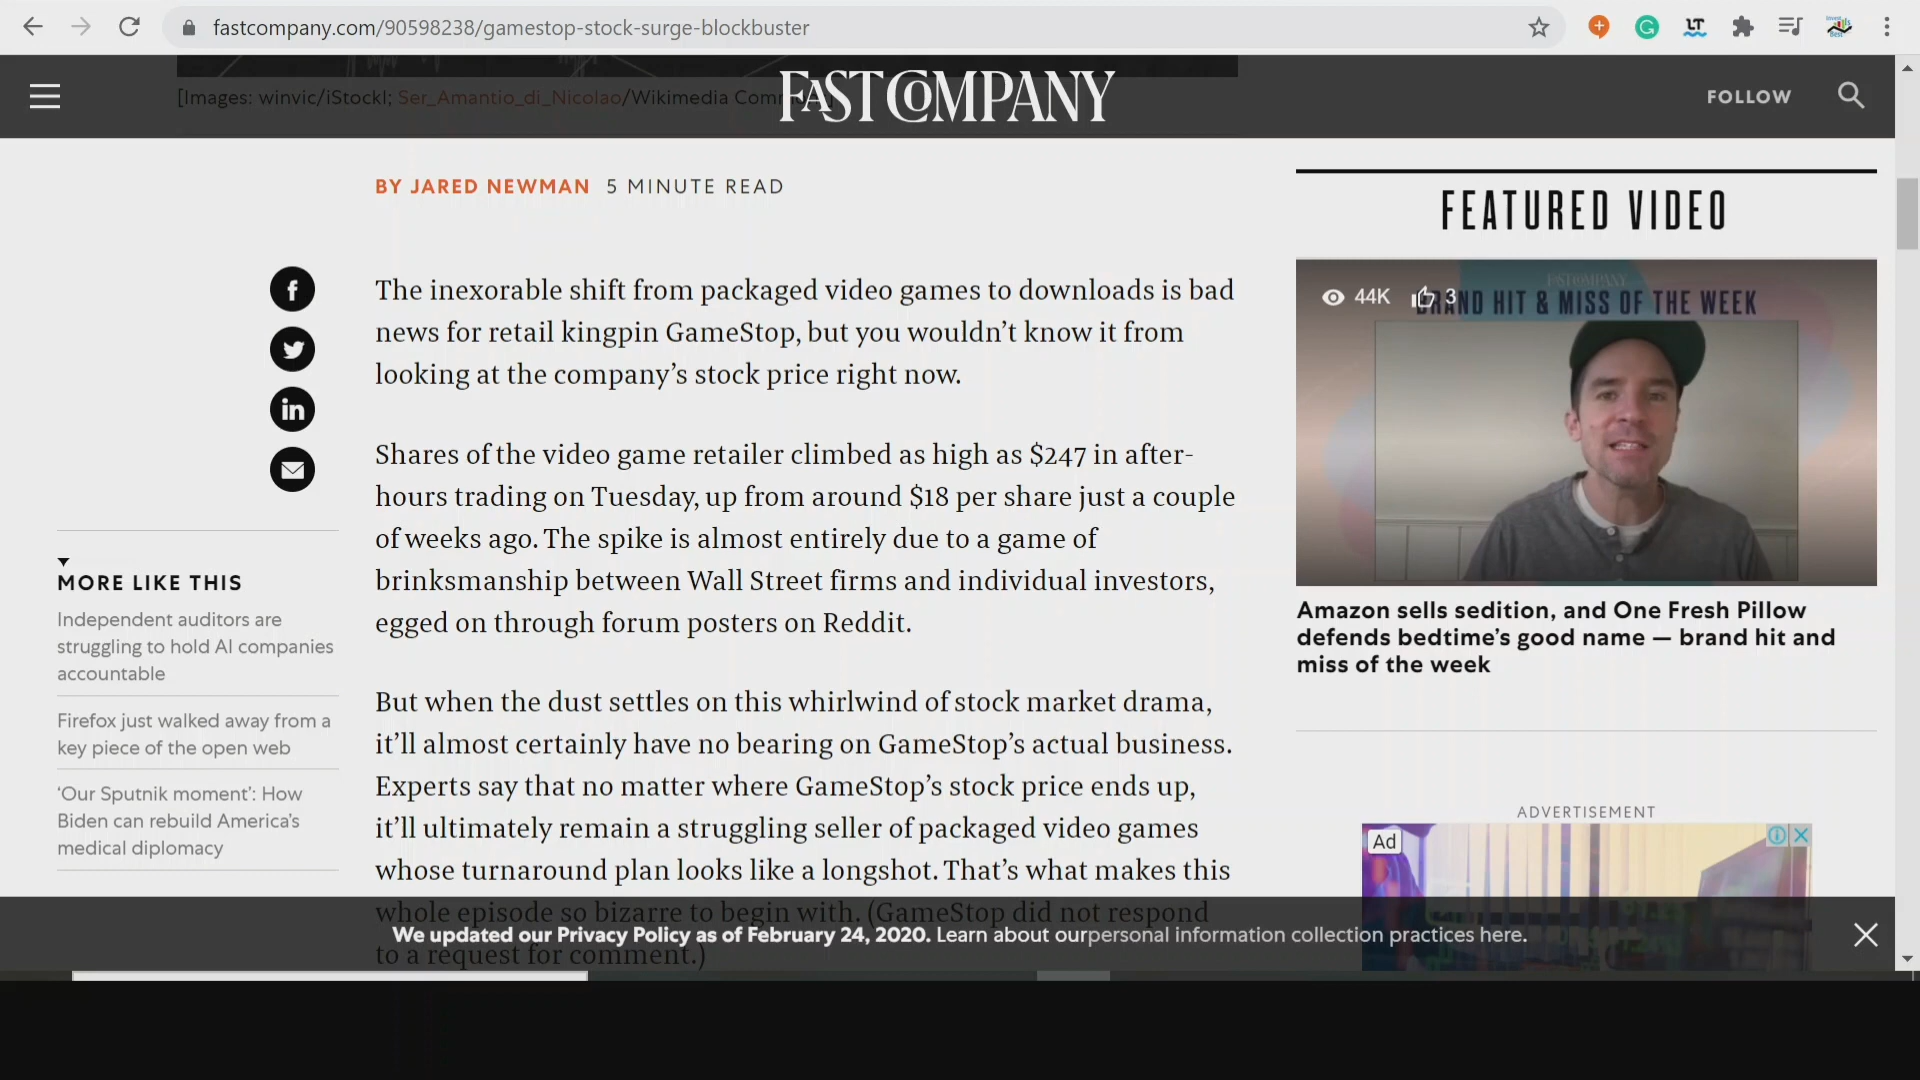 fastcompany.com/90598238/gamestop-stock-surge-blockbuster
[Images: winvic/iStockl; Ser_Amantio_di_Nicolao/Wikimedia
FAST COMPANY
FOLLOW
BY JARED NEWMAN 5 MINUTE READ
The inexorable shift from packaged video games to downloads is bad
news for retail kingpin GameStop, but you wouldn’t know it from
looking at the company’s stock price right now.
Shares of the video game retailer climbed as high as $247 in after-
hours trading on Tuesday, up from around $18 per share just a couple
of weeks ago. The spike is almost entirely due to a game of
brinksmanship between Wall Street firms and individual investors,
egged on through forum posters on Reddit.
But when the dust settles on this whirlwind of stock market drama,
it’ll almost certainly have no bearing on GameStop’s actual business.
Experts say that no matter where GameStop’s stock price ends up,
it’ll ultimately remain a struggling seller of packaged video games
whose turnaround plan looks like a longshot. That’s what makes this
whole episode so bizarre to begin with. (GameStop did not respond
to a request for comment.)
MORE LIKE THIS
Independent auditors are
struggling to hold AI companies
accountable
Firefox just walked away from a
key piece of the open web
‘Our Sputnik moment’: How
Biden can rebuild America’s
medical diplomacy
FEATURED VIDEO
FAST COMPANY
44K 3
BRAND HIT & MISS OF THE WEEK
Amazon sells sedition, and One Fresh Pillow
defends bedtime’s good name — brand hit and
miss of the week
ADVERTISEMENT
Ad
We updated our Privacy Policy as of February 24, 2020. Learn about ourpersonal information collection practices here.